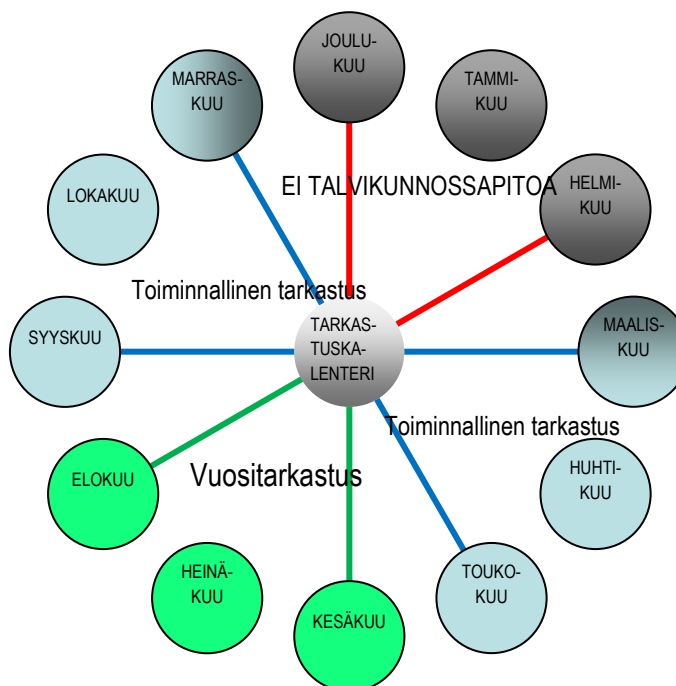 JOULU-
KUU
TAMMI-
KUU
MARRAS-
KUU
EI TALVIKUNNOSSAPITOA
HELMI-
KUU
LOKAKUU
Toiminnallinen tarkastus
SYYSKUU
TARKAS-
TUSKA-
LENTERI
MAALIS-
KUU
Toiminnallinen tarkastus
ELOKUU
Vuositarkastus
HUHTI-
KUU
HEINÄ-
KUU
KESÄKUU
TOUKO-
KUU